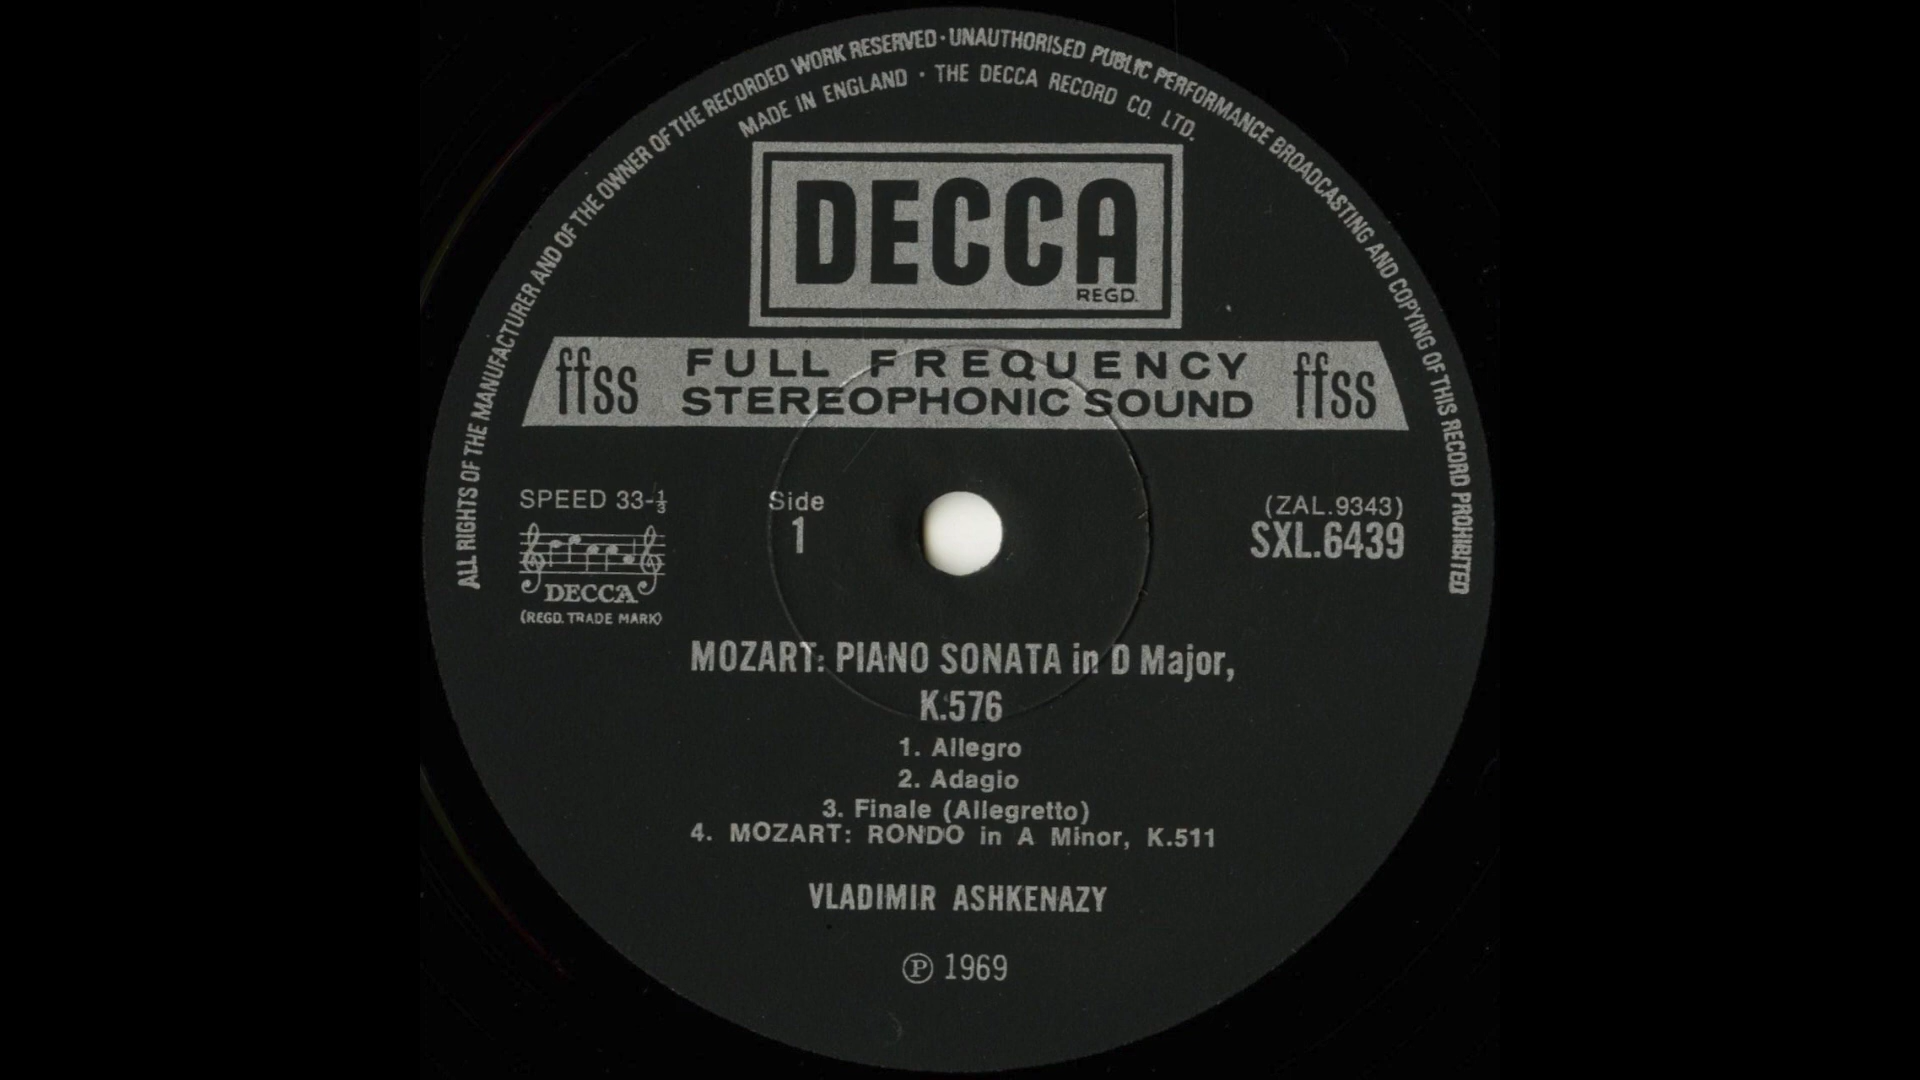 ALL RIGHTS OF THE MANUFACTURER AND OF THE OWNER OF THE RECORDED WORK RESERVED · UNAUTHORISED PUBLIC PERFORMANCE BROADCASTING AND COPYING OF THIS RECORD PROHIBITED
MADE IN ENGLAND · THE DECCA RECORD CO. LTD.
DECCA
REGD.
ffss FULL FREQUENCY STEREOPHONIC SOUND ffss
SPEED 33-⅓
Side
1
(ZAL.9343)
SXL.6439
DECCA
(REGD. TRADE MARK)
MOZART: PIANO SONATA in D Major,
K.576
1. Allegro
2. Adagio
3. Finale (Allegretto)
4. MOZART: RONDO in A Minor, K.511
VLADIMIR ASHKENAZY
Ⓟ 1969